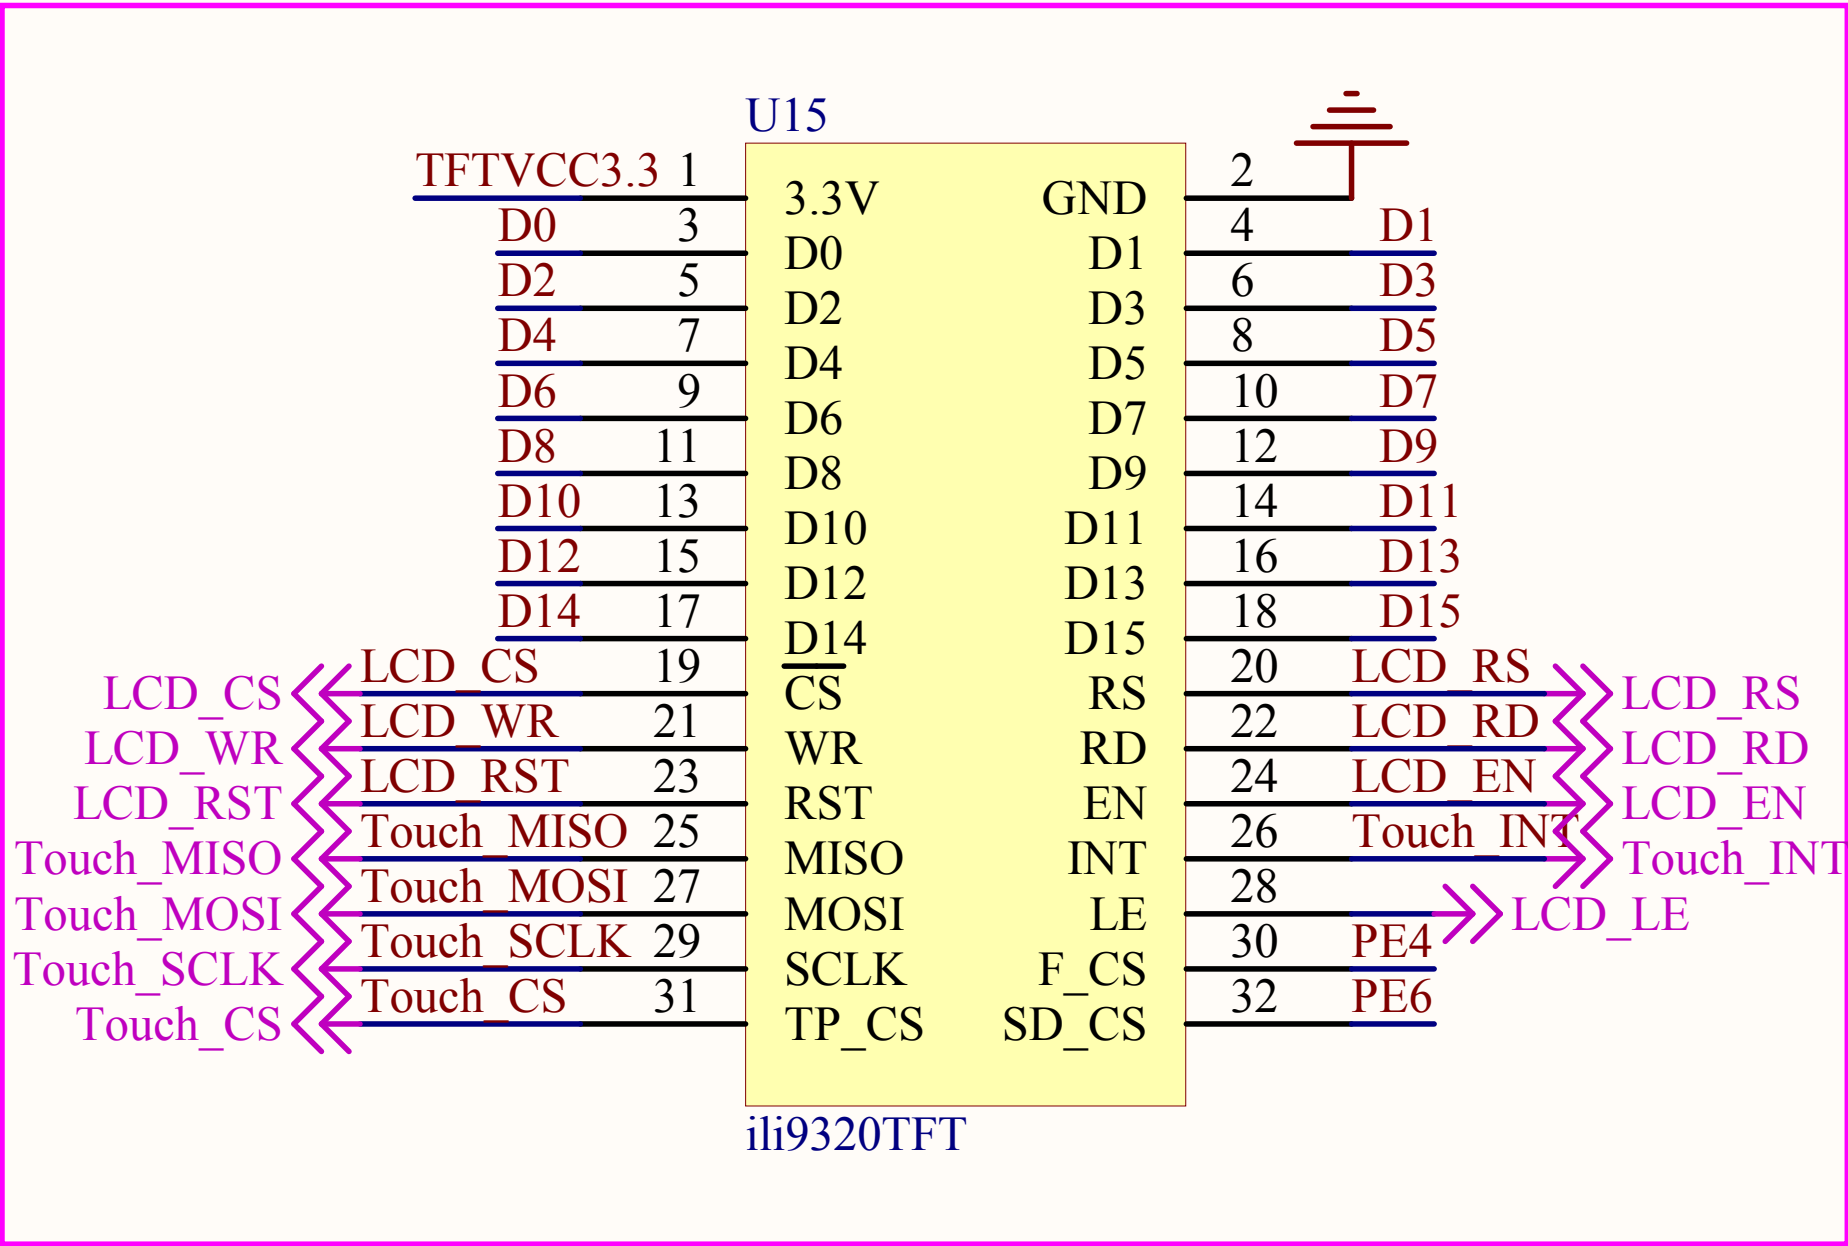 U15
TFTVCC3.3 1 3.3V GND 2
D0 3 D0 D1 4 D1
D2 5 D2 D3 6 D3
D4 7 D4 D5 8 D5
D6 9 D6 D7 10 D7
D8 11 D8 D9 12 D9
D10 13 D10 D11 14 D11
D12 15 D12 D13 16 D13
D14 17 D14 D15 18 D15
LCD_CS LCD_CS 19 CS RS 20 LCD_RS LCD_RS
LCD_WR LCD_WR 21 WR RD 22 LCD_RD LCD_RD
LCD_RST LCD_RST 23 RST EN 24 LCD_EN LCD_EN
Touch_MISO Touch_MISO 25 MISO INT 26 Touch_INT Touch_INT
Touch_MOSI Touch_MOSI 27 MOSI LE 28 LCD_LE
Touch_SCLK Touch_SCLK 29 SCLK F_CS 30 PE4
Touch_CS Touch_CS 31 TP_CS SD_CS 32 PE6
ili9320TFT